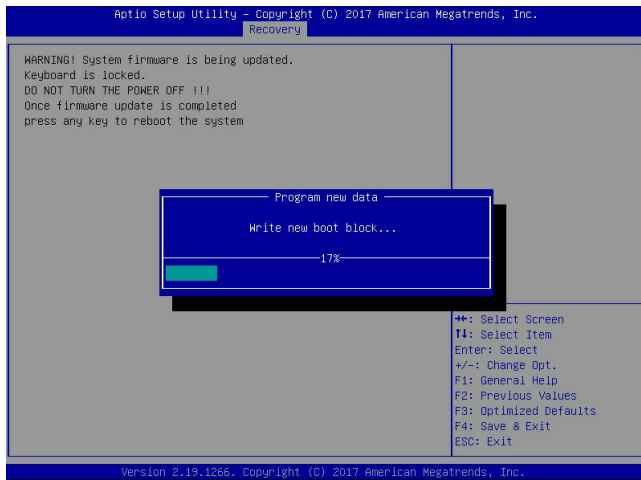 Aptio Setup Utility – Copyright (C) 2017 American Megatrends, Inc.
Recovery
WARNING! System firmware is being updated.
Keyboard is locked.
DO NOT TURN THE POWER OFF !!!
Once firmware update is completed
press any key to reboot the system
Program new data
Write new boot block...
17%
→←: Select Screen
↑↓: Select Item
Enter: Select
+/-: Change Opt.
F1: General Help
F2: Previous Values
F3: Optimized Defaults
F4: Save & Exit
ESC: Exit
Version 2.19.1266. Copyright (C) 2017 American Megatrends, Inc.